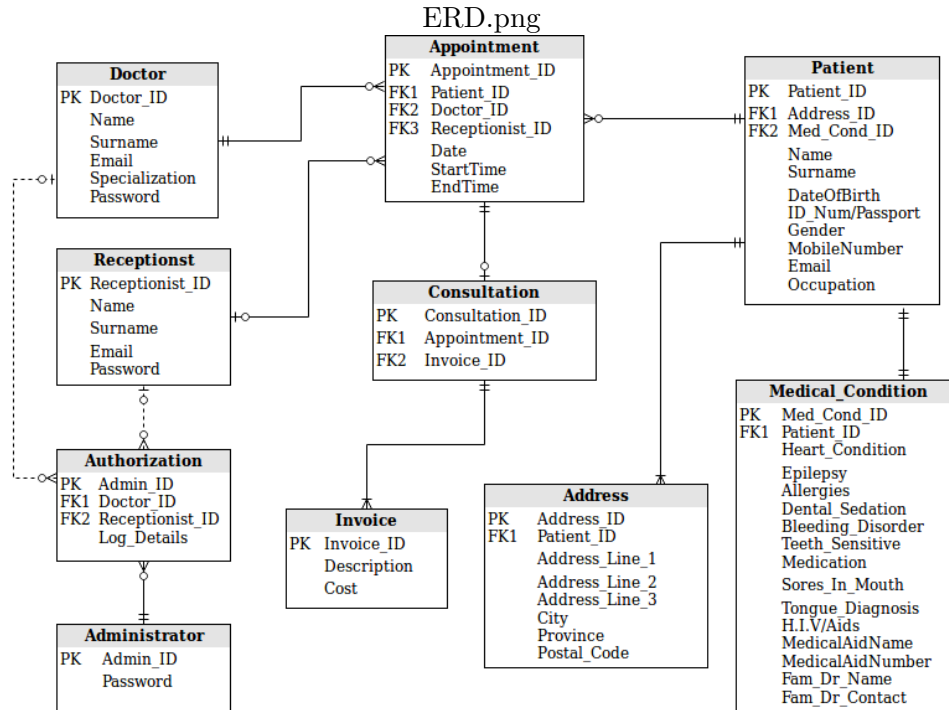 ERD.png
Doctor
PK Doctor_ID
Name
Surname
Email
Specialization
Password
Receptionst
PK Receptionist_ID
Name
Surname
Email
Password
Authorization
PK Admin_ID
FK1 Doctor_ID
FK2 Receptionist_ID
Log_Details
Administrator
PK Admin_ID
Password
Appointment
PK Appointment_ID
FK1 Patient_ID
FK2 Doctor_ID
FK3 Receptionist_ID
Date
StartTime
EndTime
Consultation
PK Consultation_ID
FK1 Appointment_ID
FK2 Invoice_ID
Invoice
PK Invoice_ID
Description
Cost
Address
PK Address_ID
FK1 Patient_ID
Address_Line_1
Address_Line_2
Address_Line_3
City
Province
Postal_Code
Patient
PK Patient_ID
FK1 Address_ID
FK2 Med_Cond_ID
Name
Surname
DateOfBirth
ID_Num/Passport
Gender
MobileNumber
Email
Occupation
Medical_Condition
PK Med_Cond_ID
FK1 Patient_ID
Heart_Condition
Epilepsy
Allergies
Dental_Sedation
Bleeding_Disorder
Teeth_Sensitive
Medication
Sores_In_Mouth
Tongue_Diagnosis
H.I.V/Aids
MedicalAidName
MedicalAidNumber
Fam_Dr_Name
Fam_Dr_Contact